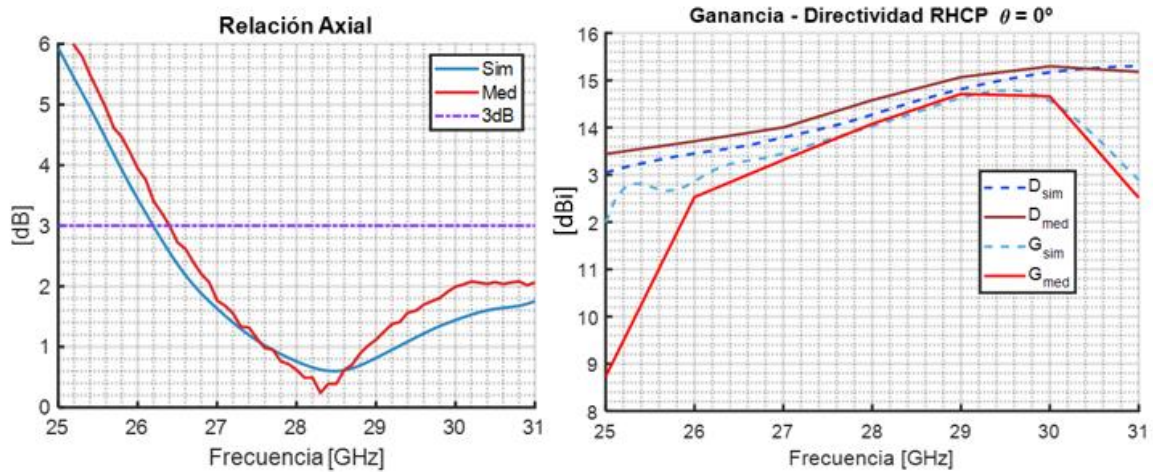 Relación Axial
6
5
4
3
2
1
0
[dB]
25 26 27 28 29 30 31
Frecuencia [GHz]
Sim
Med
3dB
Ganancia - Directividad RHCP θ = 0º
16
15
14
3
2
11
10
9
8
[dBi]
25 26 27 28 29 30 31
Frecuencia [GHz]
D sim
D med
G sim
G med